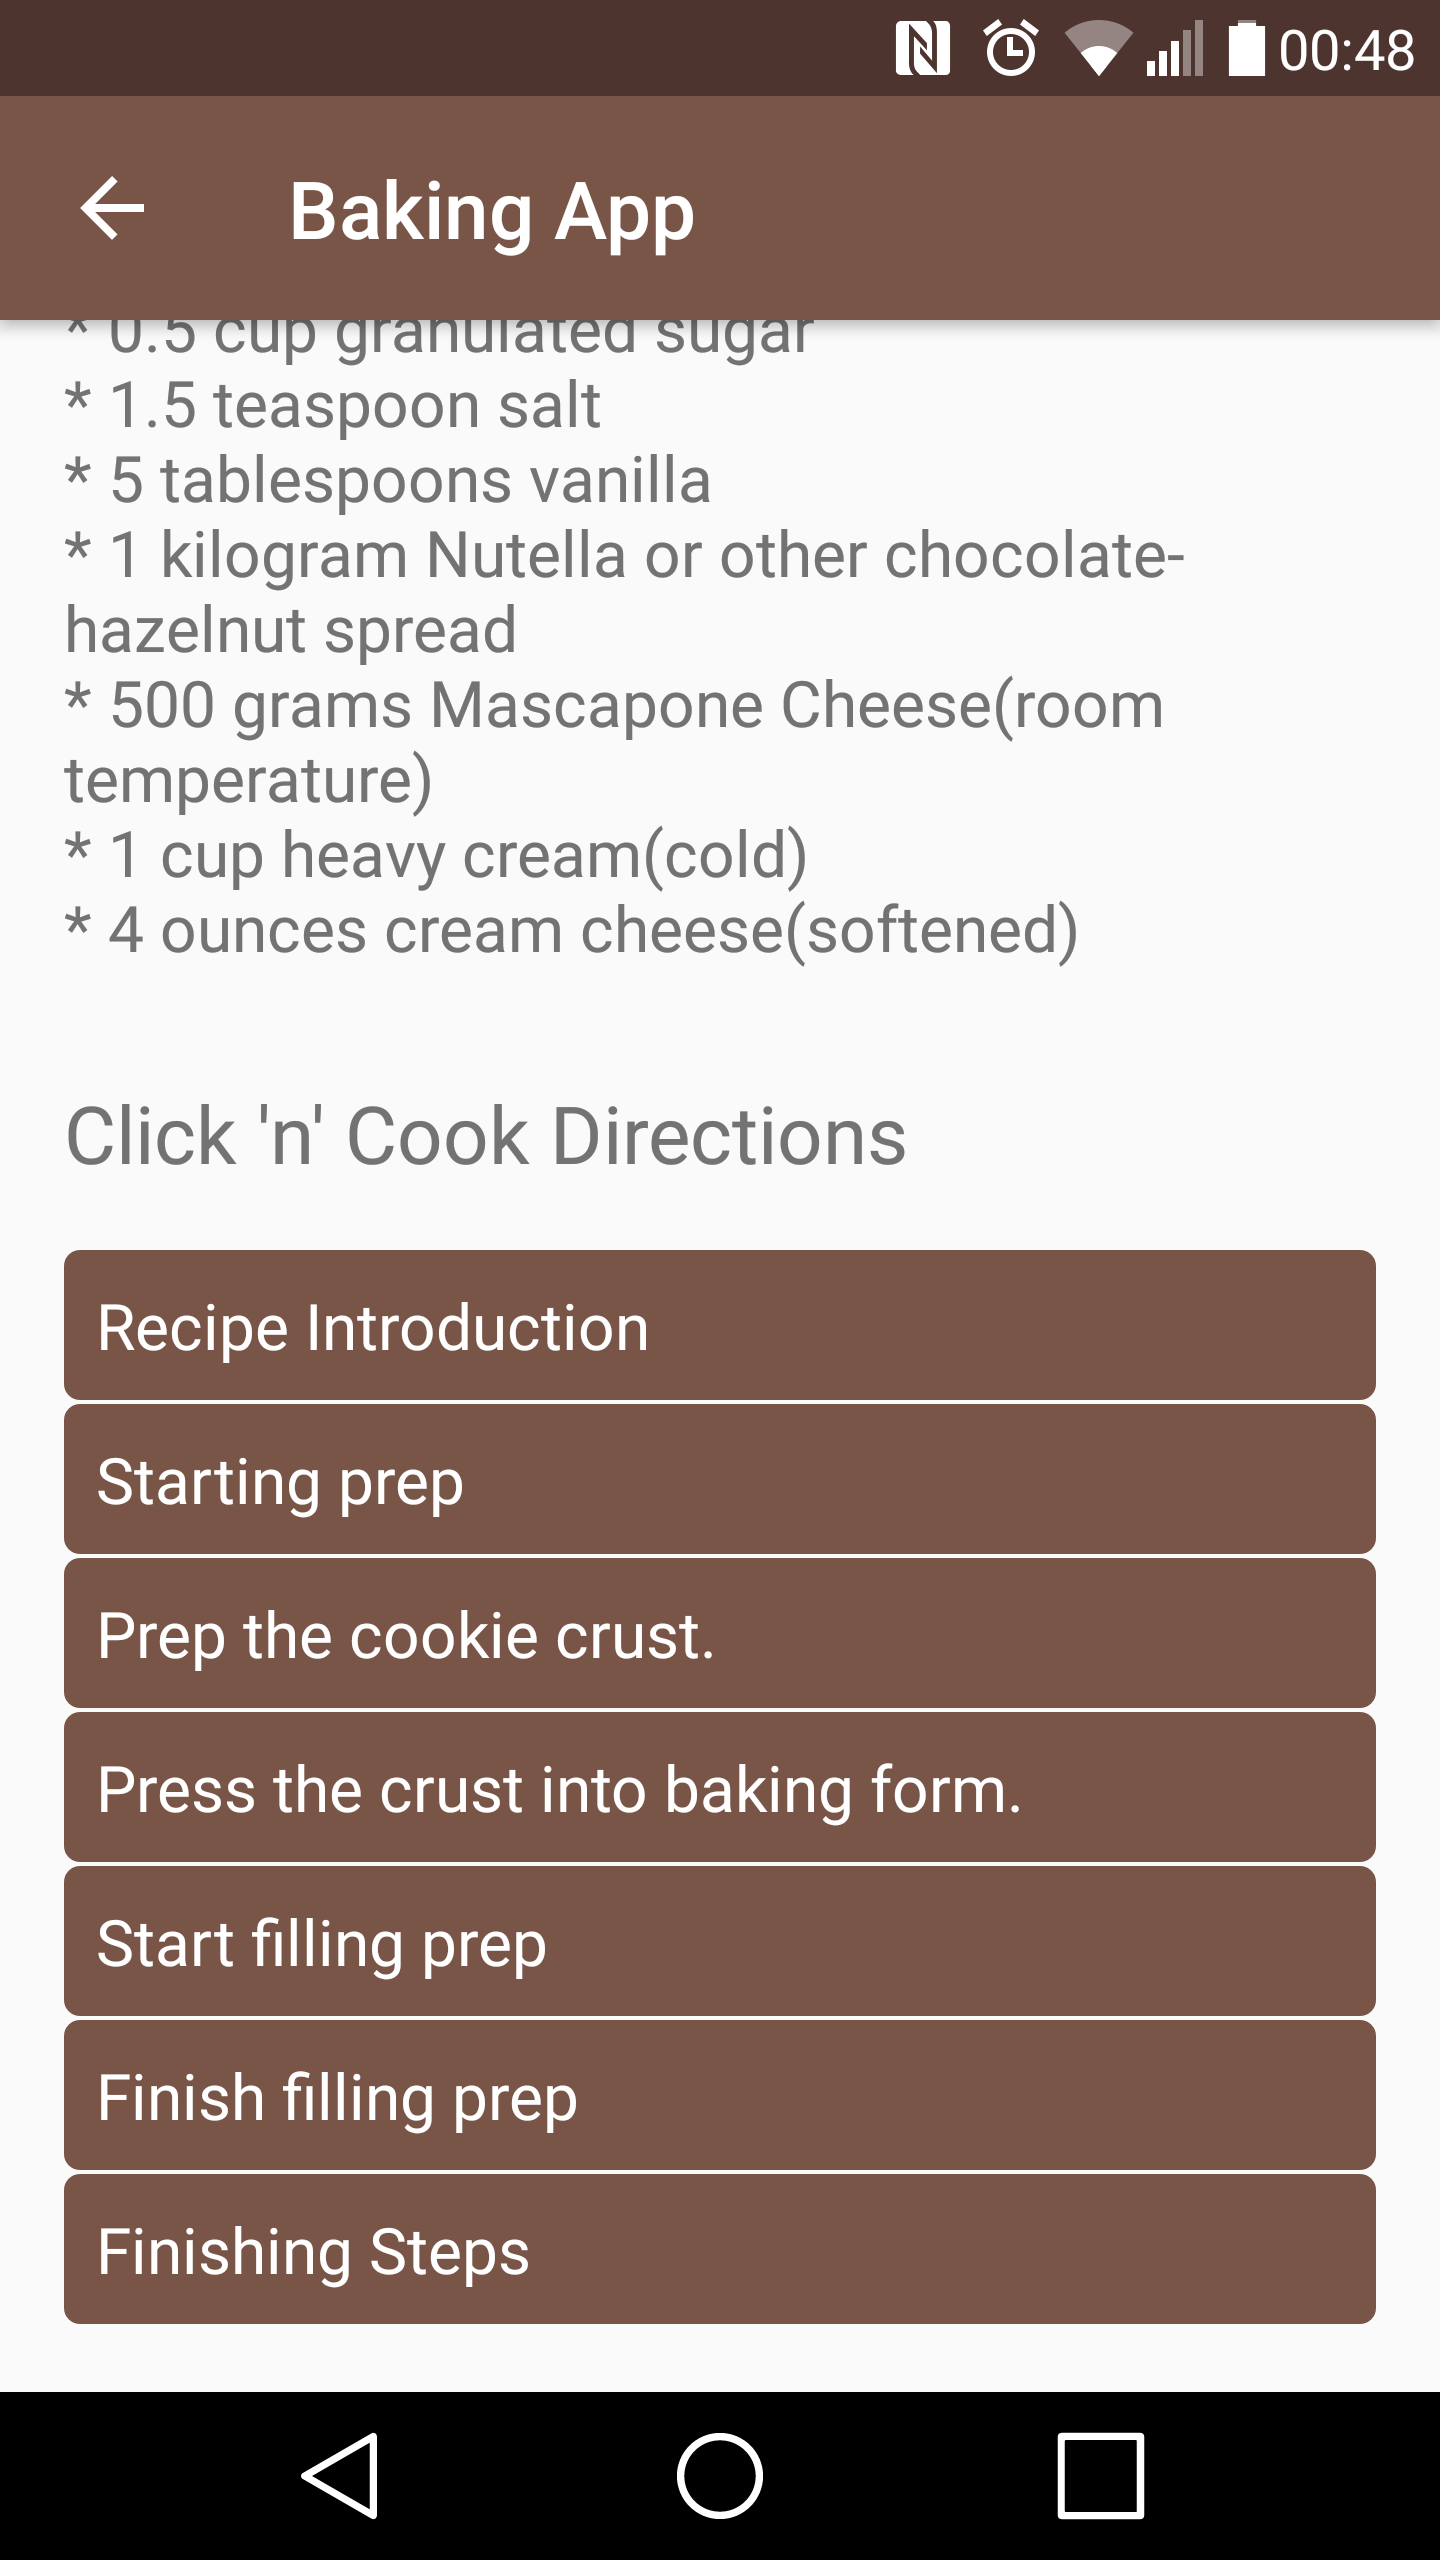 00:48
Baking App
* 0.5 cup granulated sugar
* 1.5 teaspoon salt
* 5 tablespoons vanilla
* 1 kilogram Nutella or other chocolate-
hazelnut spread
* 500 grams Mascapone Cheese(room
temperature)
* 1 cup heavy cream(cold)
* 4 ounces cream cheese(softened)
Click 'n' Cook Directions
Recipe Introduction
Starting prep
Prep the cookie crust.
Press the crust into baking form.
Start filling prep
Finish filling prep
Finishing Steps